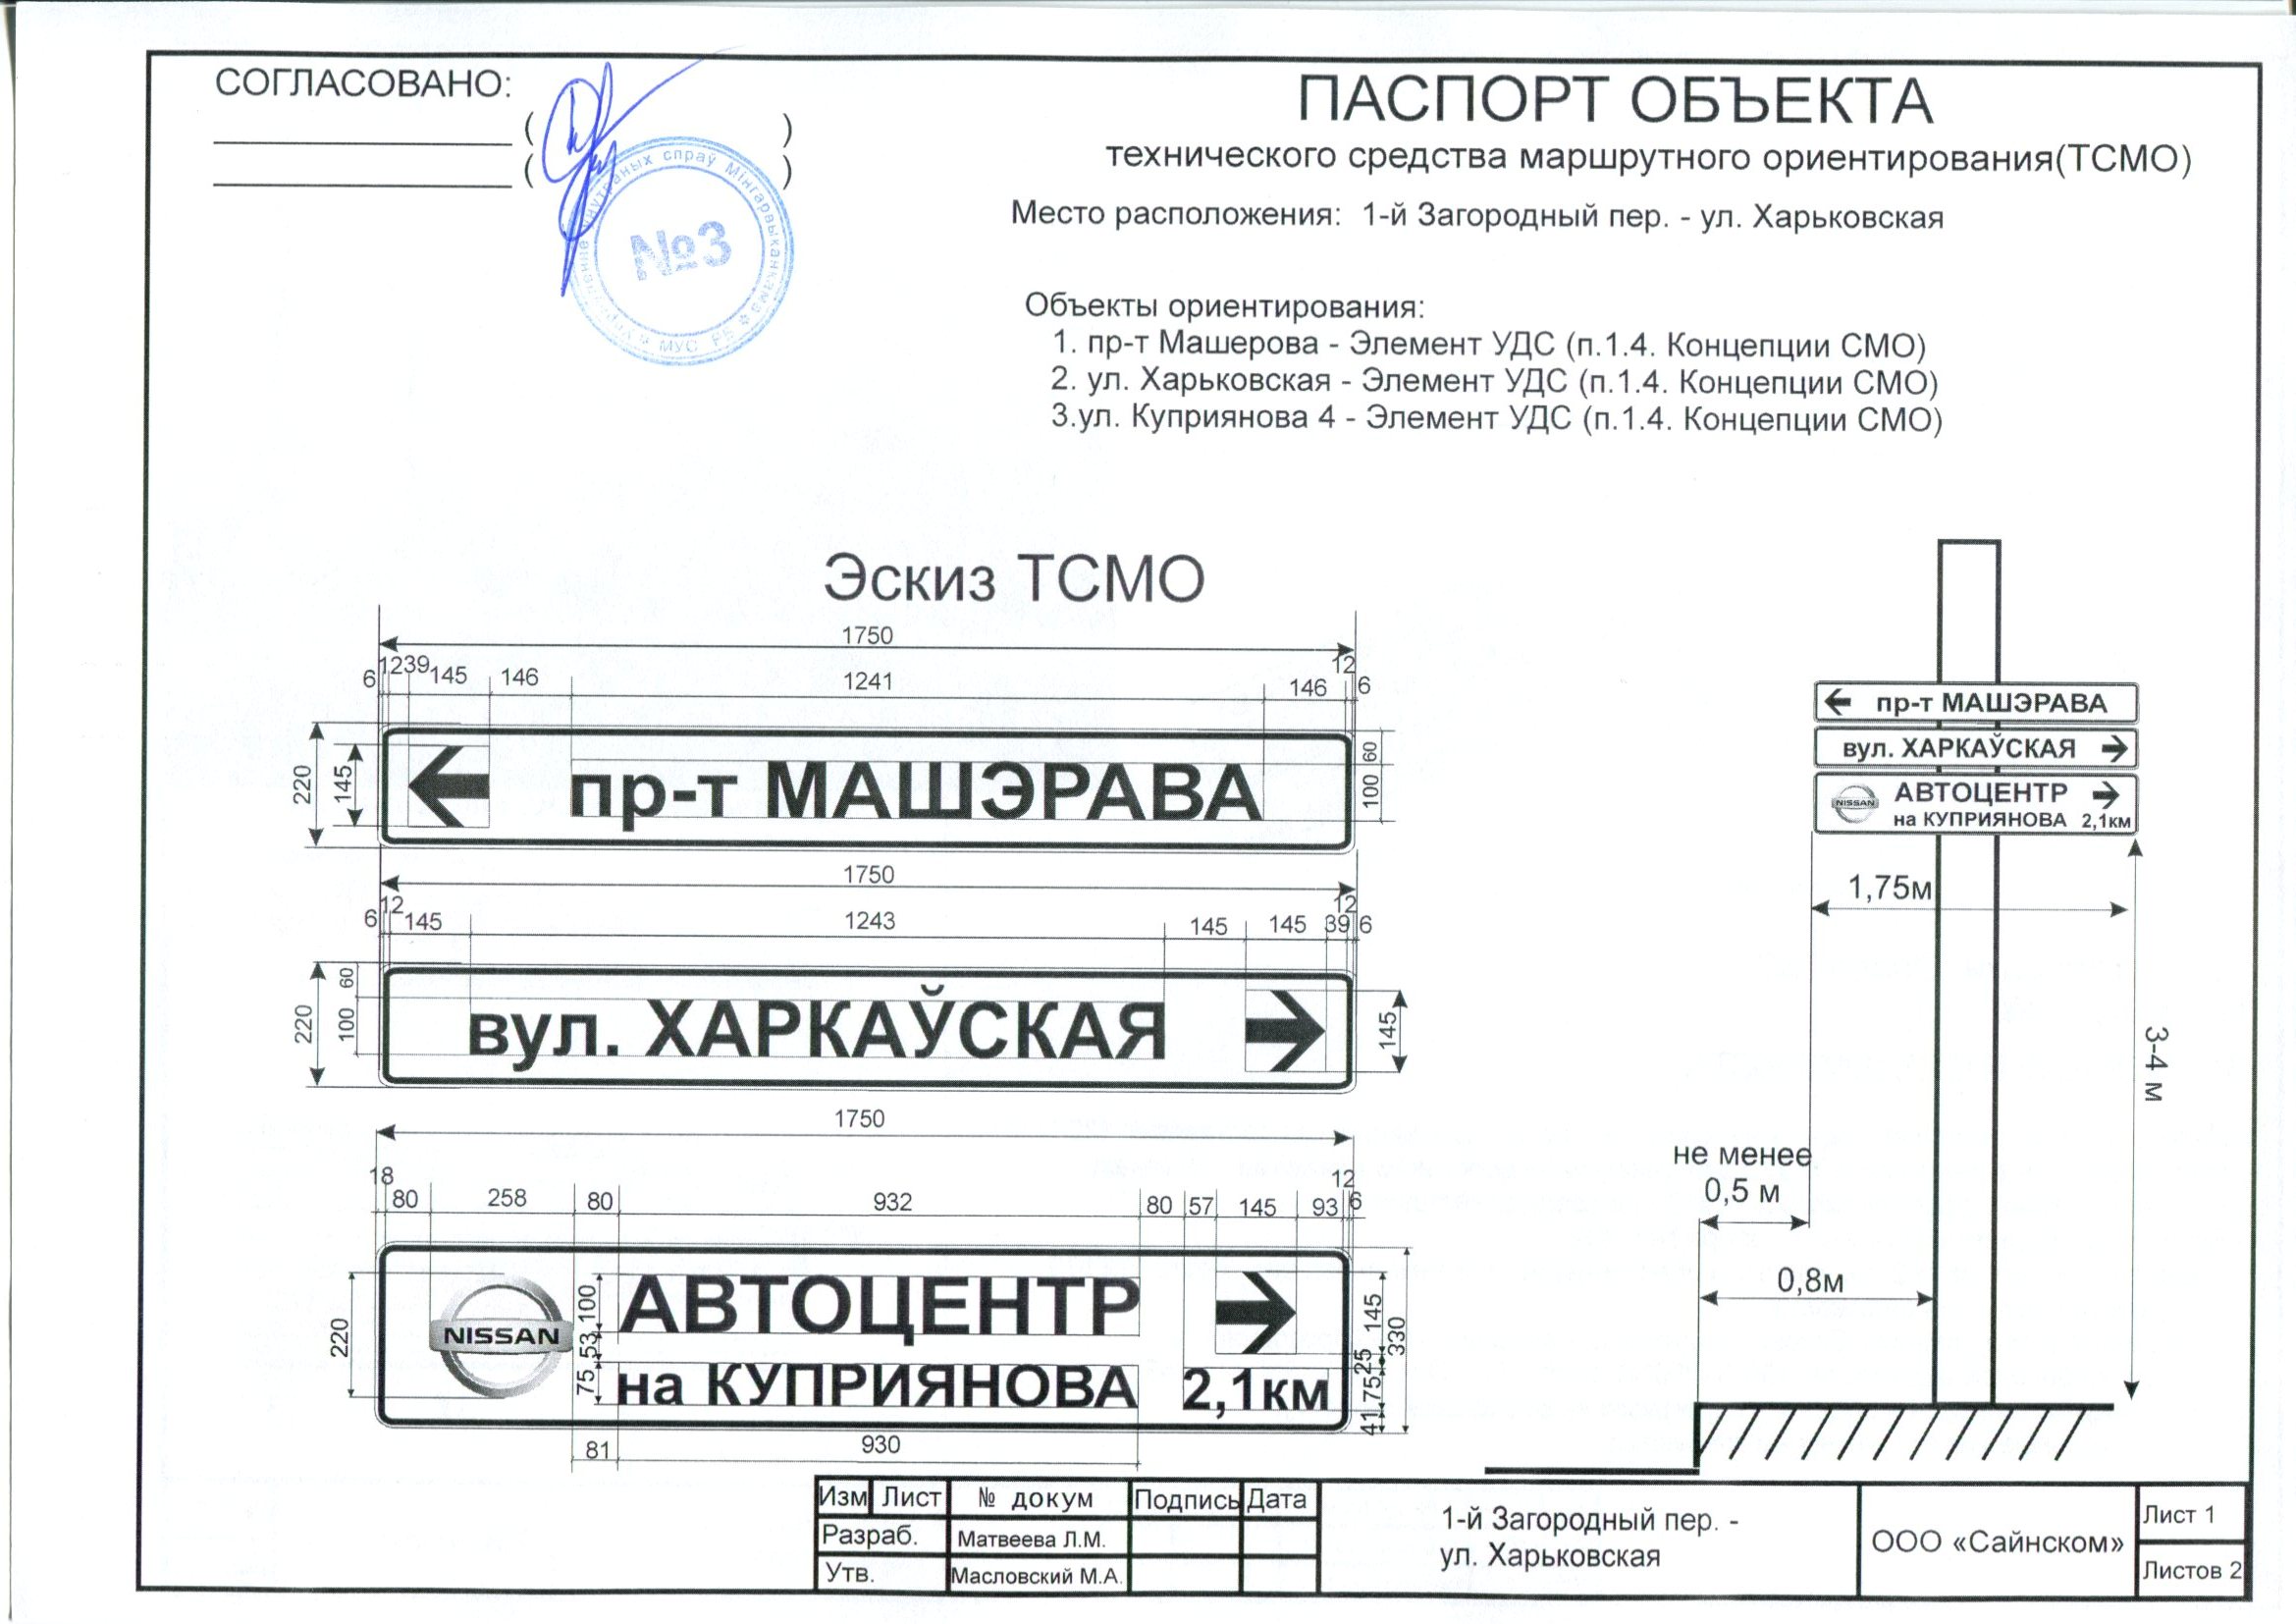 СОГЛАСОВАНО:
( )
( )
унутраных спраў Мінгарвыканкама
МУС РБ
№3
ПАСПОРТ ОБЪЕКТА
технического средства маршрутного ориентирования(ТСМО)
Место расположения: 1-й Загородный пер. - ул. Харьковская
Объекты ориентирования:
1. пр-т Машерова - Элемент УДС (п.1.4. Концепции СМО)
2. ул. Харьковская - Элемент УДС (п.1.4. Концепции СМО)
3.ул. Куприянова 4 - Элемент УДС (п.1.4. Концепции СМО)
Эскиз ТСМО
1750
6 12 39 145 146 1241 146 12 6
220 145 60 100
← пр-т МАШЭРАВА
1750
6 12 145 1243 145 145 39 12 6
220 60 100 145
вул. ХАРКАЎСКАЯ →
1750
18 80 258 80 932 80 57 145 93 12 6
220 100 53 75 145 25 75 41 330
NISSAN
АВТОЦЕНТР →
на КУПРИЯНОВА 2,1км
81 930
← пр-т МАШЭРАВА
вул. ХАРКАЎСКАЯ →
NISSAN
АВТОЦЕНТР →
на КУПРИЯНОВА 2,1км
1,75м
3-4 м
не менее
0,5 м
0,8м
Изм Лист № докум Подпись Дата
Разраб. Матвеева Л.М.
Утв. Масловский М.А.
1-й Загородный пер. -
ул. Харьковская
ООО «Сайнском»
Лист 1
Листов 2